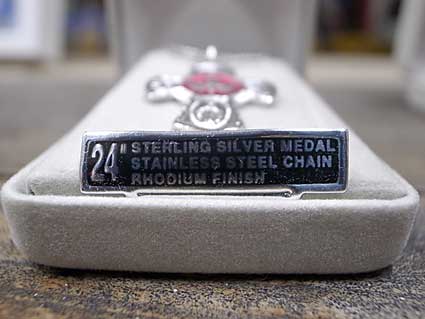 24" STERLING SILVER MEDAL
STAINLESS STEEL CHAIN
RHODIUM FINISH